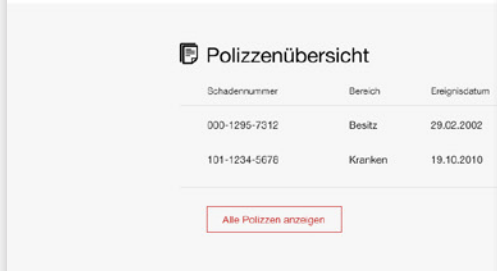 Polizzenübersicht
Schadennummer Bereich Ereignisdatum
000-1295-7312 Besitz 29.02.2002
101-1234-5678 Kranken 19.10.2010
Alle Polizzen anzeigen